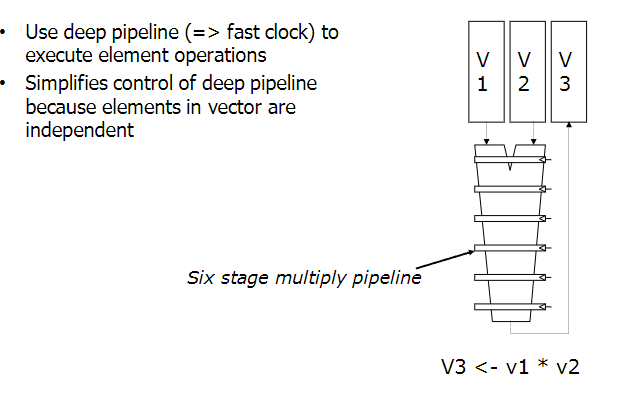 • Use deep pipeline (=> fast clock) to
execute element operations
• Simplifies control of deep pipeline
because elements in vector are
independent
V V V
1 2 3
Six stage multiply pipeline
V3 <- v1 * v2